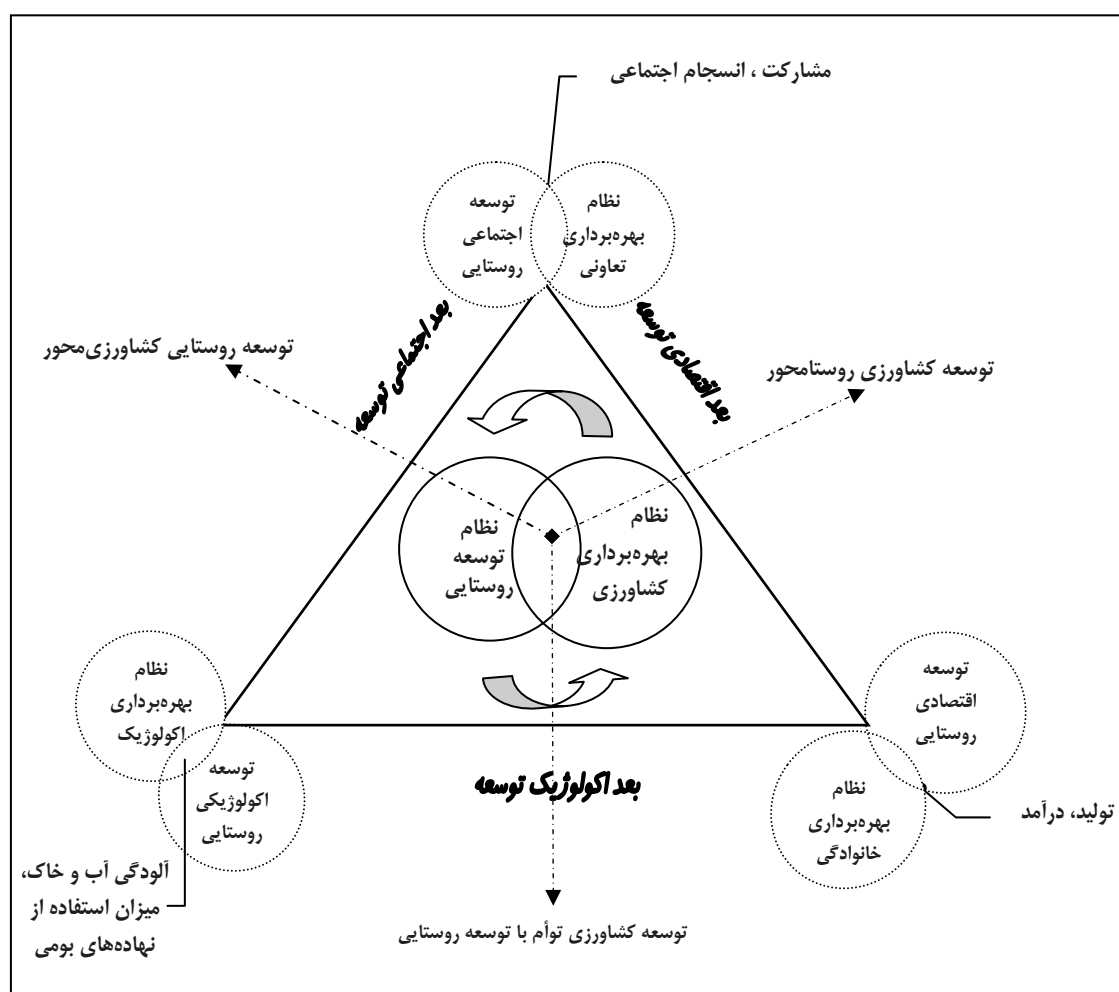 مشارکت ، انسجام اجتماعی
نظام
بهره‌برداری
تعاونی
توسعه
اجتماعی
روستایی
بعد اقتصادی توسعه
بعد اجتماعی توسعه
توسعه کشاورزی روستامحور
توسعه روستایی کشاورزی‌محور
نظام
بهره‌برداری
کشاورزی
نظام
توسعه
روستایی
توسعه
اقتصادی
روستایی
نظام
بهره‌برداری
خانوادگی
تولید، درآمد
نظام
بهره‌برداری
اکولوژیک
توسعه
اکولوژیکی
روستایی
بعد اکولوژیک توسعه
آلودگی آب و خاک،
میزان استفاده از
نهاده‌های بومی
توسعه کشاورزی توأم با توسعه روستایی